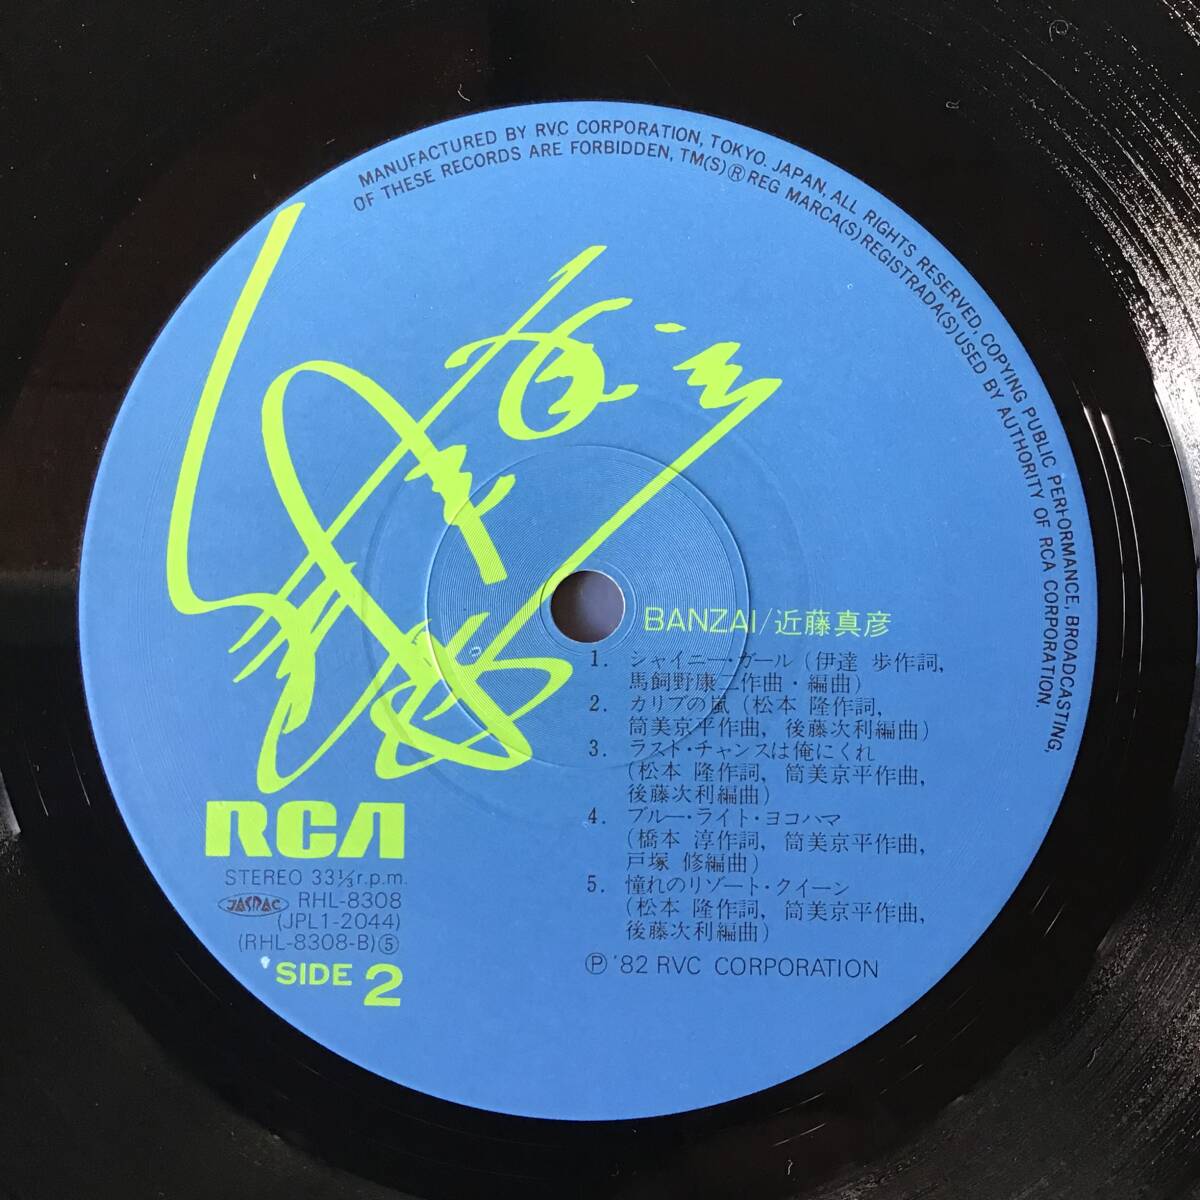 MANUFACTURED BY RVC CORPORATION, TOKYO. JAPAN, ALL RIGHTS RESERVED, COPYING PUBLIC PERFORMANCE, BROADCASTING,
OF THESE RECORDS ARE FORBIDDEN, TM(S)® REG MARCA(S) REGISTRADA(S) USED BY AUTHORITY OF RCA CORPORATION.
BANZAI/近藤真彦
1. シャイニー・ガール (伊達 歩作詞,
馬飼野康二作曲・編曲)
2. カリブの嵐 (松本 隆作詞,
筒美京平作曲, 後藤次利編曲)
3. ラスト・チャンスは俺にくれ
(松本 隆作詞, 筒美京平作曲,
後藤次利編曲)
4. ブルー・ライト・ヨコハマ
(橋本 淳作詞, 筒美京平作曲,
戸塚 修編曲)
5. 憧れのリゾート・クイーン
(松本 隆作詞, 筒美京平作曲,
後藤次利編曲)
Ⓟ '82 RVC CORPORATION
RCA
STEREO 33⅓ r.p.m.
JASRAC RHL-8308
(JPL1-2044)
(RHL-8308-B)⑤
SIDE 2